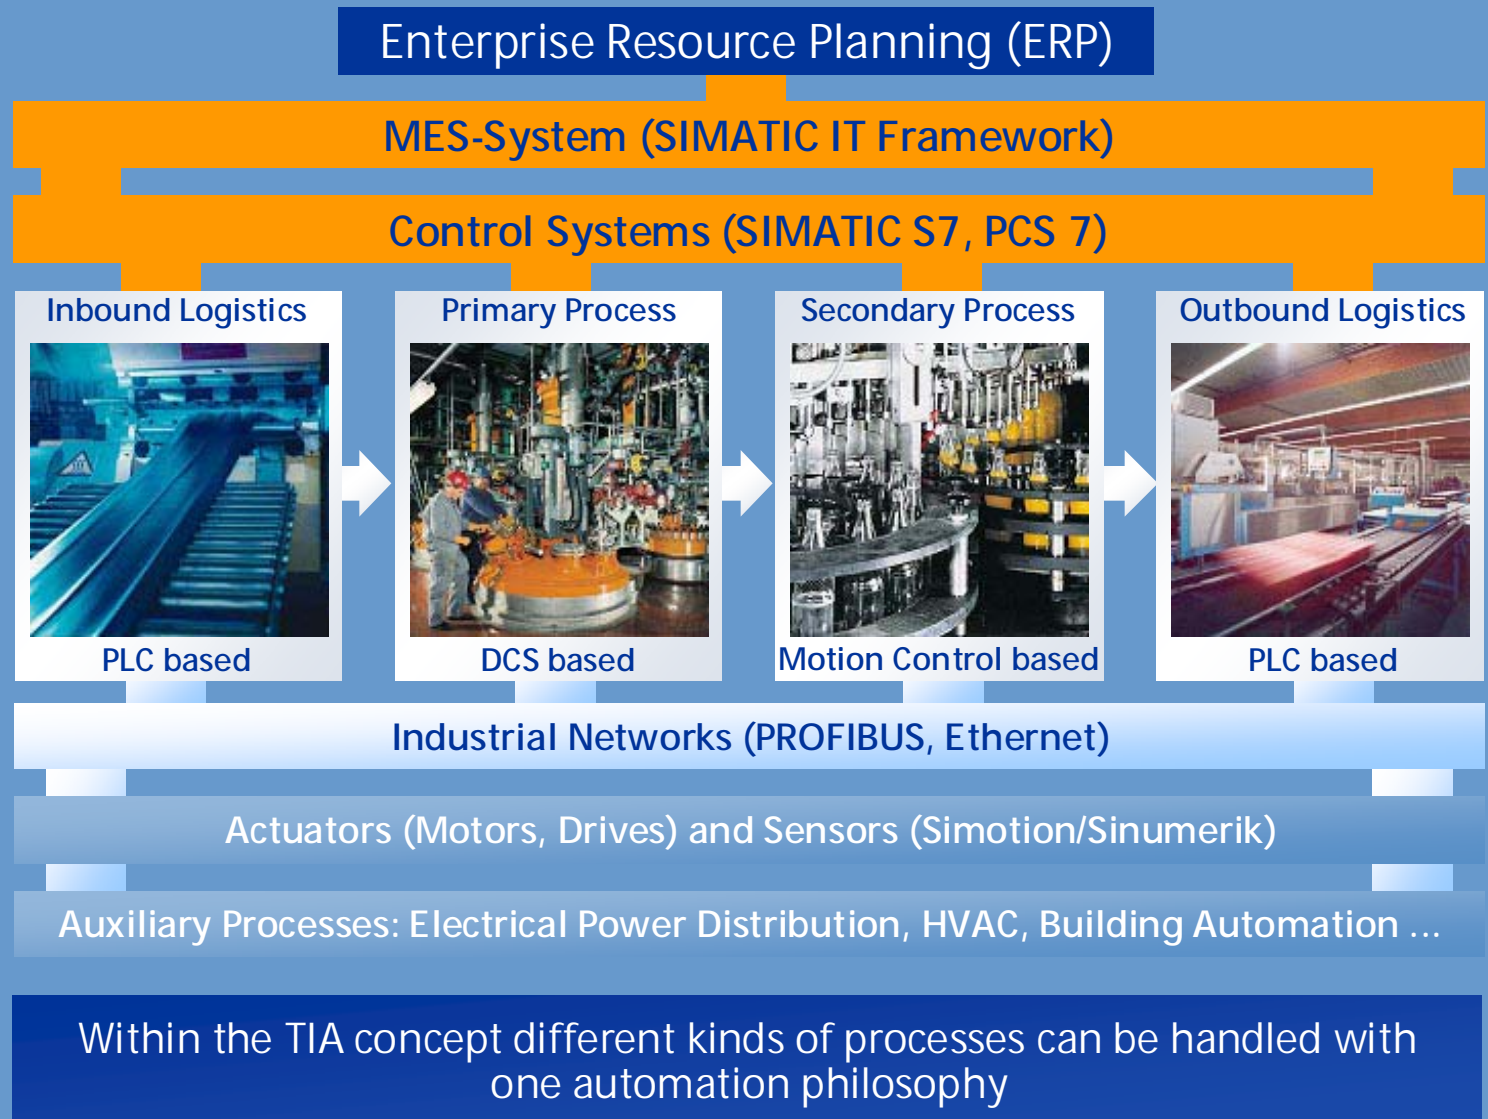 Enterprise Resource Planning (ERP)
MES-System (SIMATIC IT Framework)
Control Systems (SIMATIC S7, PCS 7)
Inbound Logistics
Primary Process
Secondary Process
Outbound Logistics
PLC based
DCS based
Motion Control based
PLC based
Industrial Networks (PROFIBUS, Ethernet)
Actuators (Motors, Drives) and Sensors (Simotion/Sinumerik)
Auxiliary Processes: Electrical Power Distribution, HVAC, Building Automation ...
Within the TIA concept different kinds of processes can be handled with
one automation philosophy